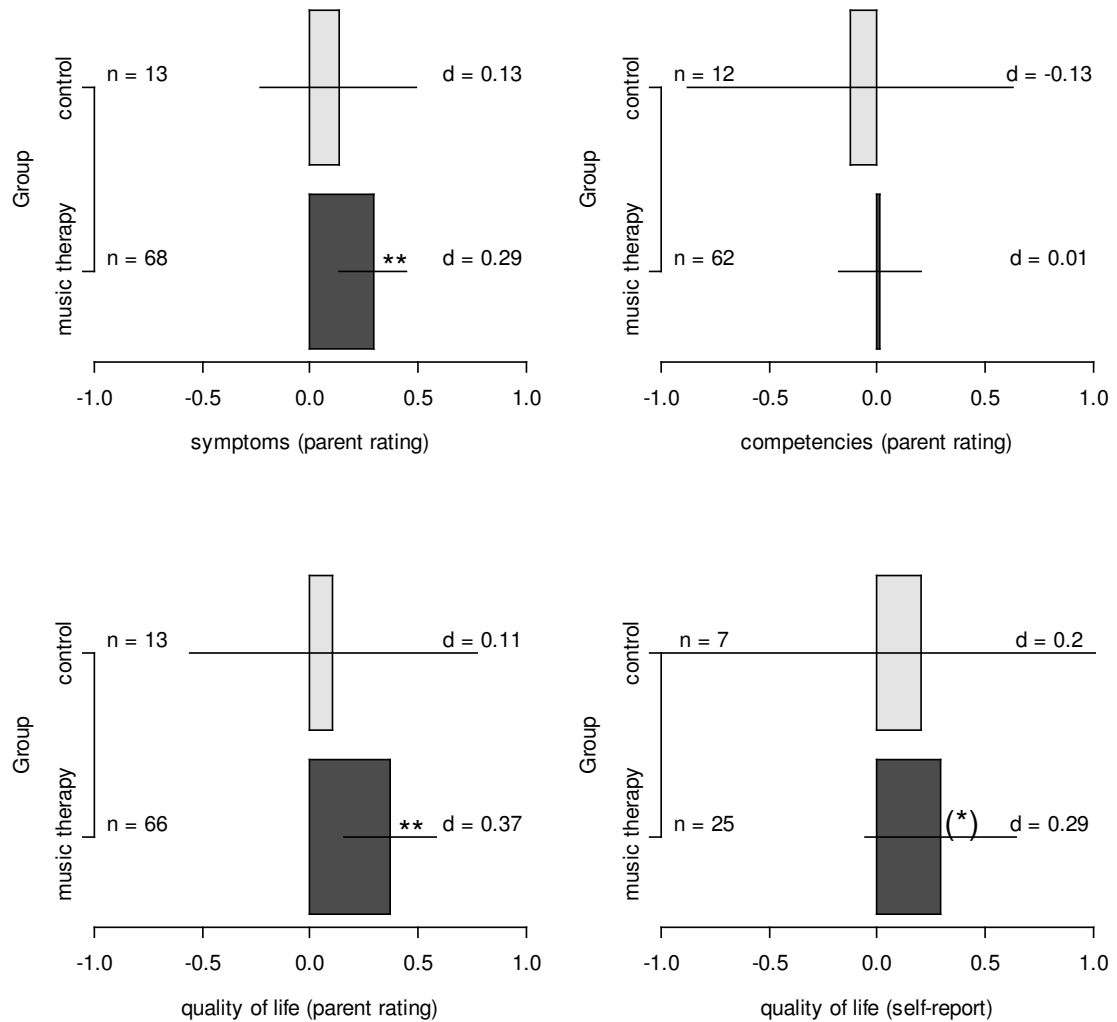 Group
control
n = 13
d = 0.13
music therapy
n = 68
**
d = 0.29
-1.0
-0.5
0.0
0.5
1.0
symptoms (parent rating)
Group
control
n = 12
d = -0.13
music therapy
n = 62
d = 0.01
-1.0
-0.5
0.0
0.5
1.0
competencies (parent rating)
Group
control
n = 13
d = 0.11
music therapy
n = 66
**
d = 0.37
-1.0
-0.5
0.0
0.5
1.0
quality of life (parent rating)
Group
control
n = 7
d = 0.2
music therapy
n = 25
(*)
d = 0.29
-1.0
-0.5
0.0
0.5
1.0
quality of life (self-report)